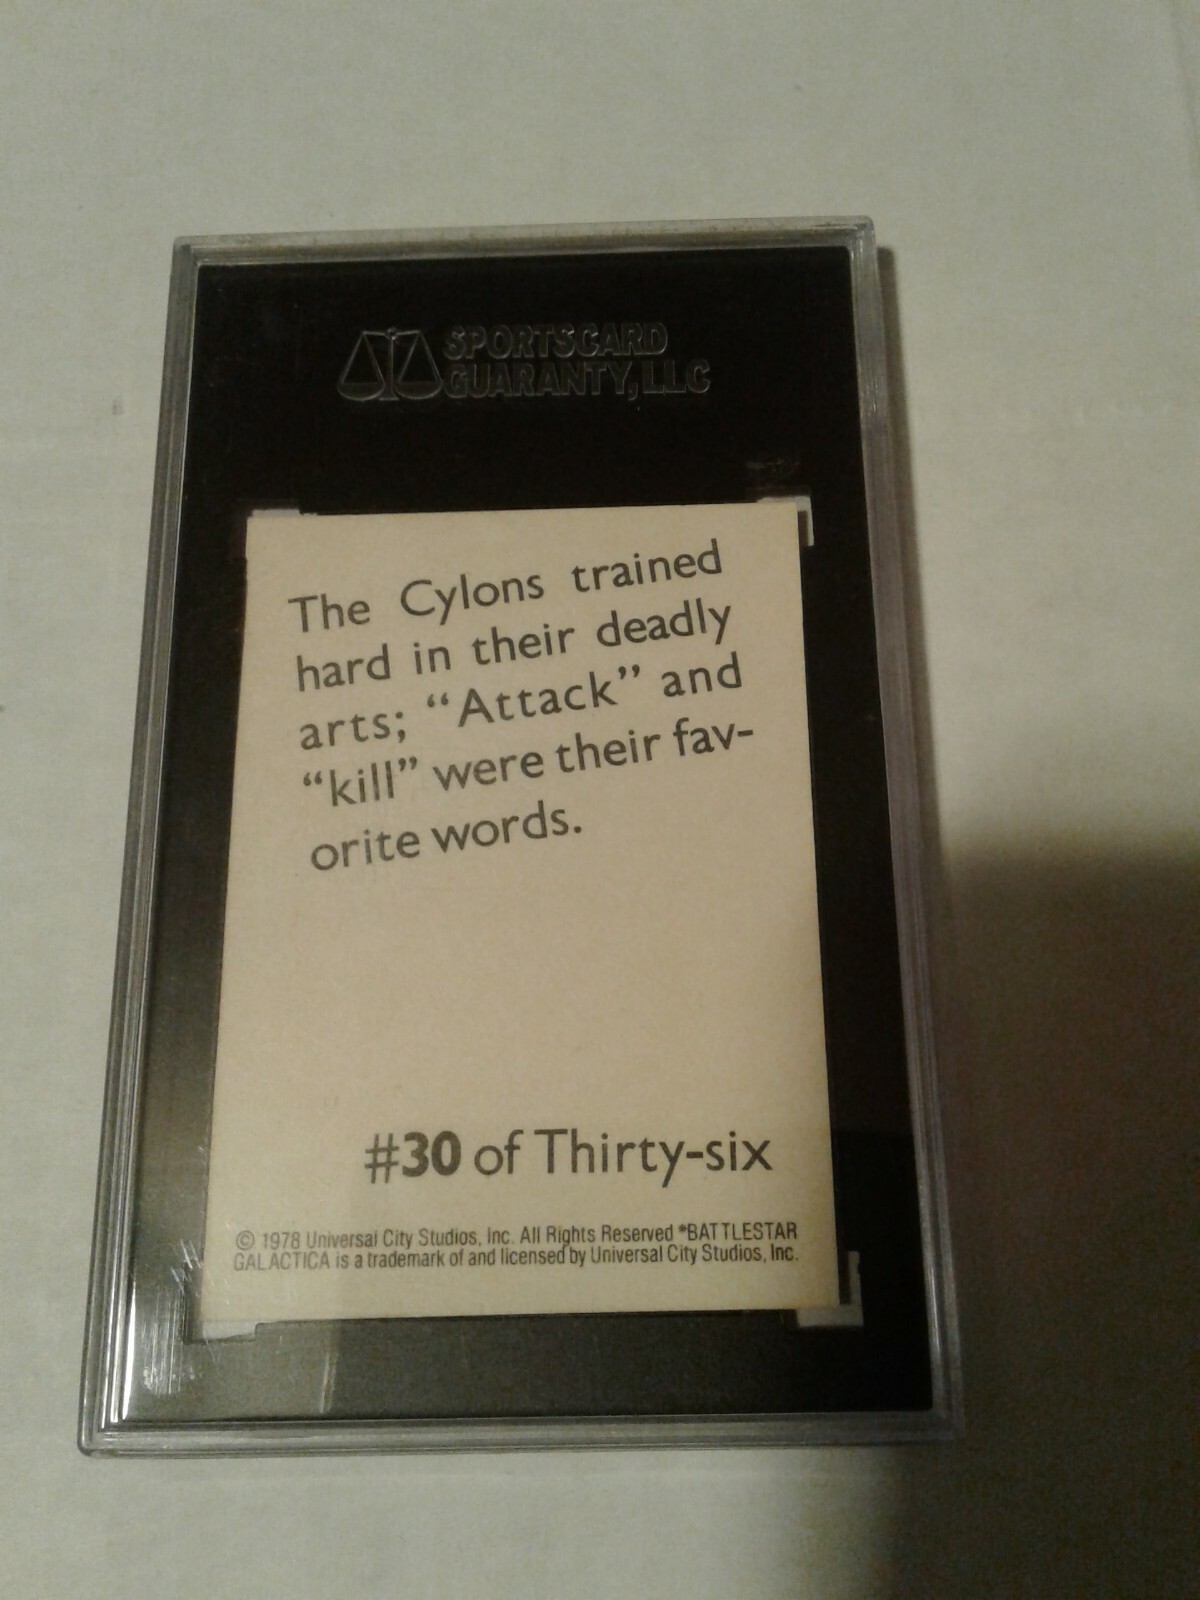 SPORTSCARD
GUARANTY, LLC
The Cylons trained
hard in their deadly
arts; “Attack” and
“kill” were their fav-
orite words.
#30 of Thirty-six
© 1978 Universal City Studios, Inc. All Rights Reserved *BATTLESTAR
GALACTICA is a trademark of and licensed by Universal City Studios, Inc.